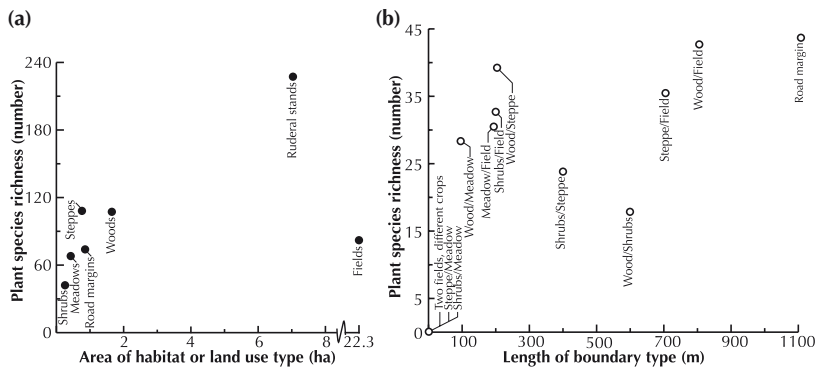 (a)
Plant species richness (number)
240
180
120
60
0
Shrubs
Meadows
Steppes
Road margins
Woods
Ruderal stands
Fields
2
4
6
8
22.3
Area of habitat or land use type (ha)
(b)
Plant species richness (number)
45
35
25
15
5
0
Two fields, different crops
Steppe/Meadow
Shrubs/Meadow
Wood/Meadow
Meadow/Field
Shrubs/Field
Wood/Steppe
Shrubs/Steppe
Wood/Shrubs
Steppe/Field
Wood/Field
Road margin
100
300
500
700
900
1100
Length of boundary type (m)